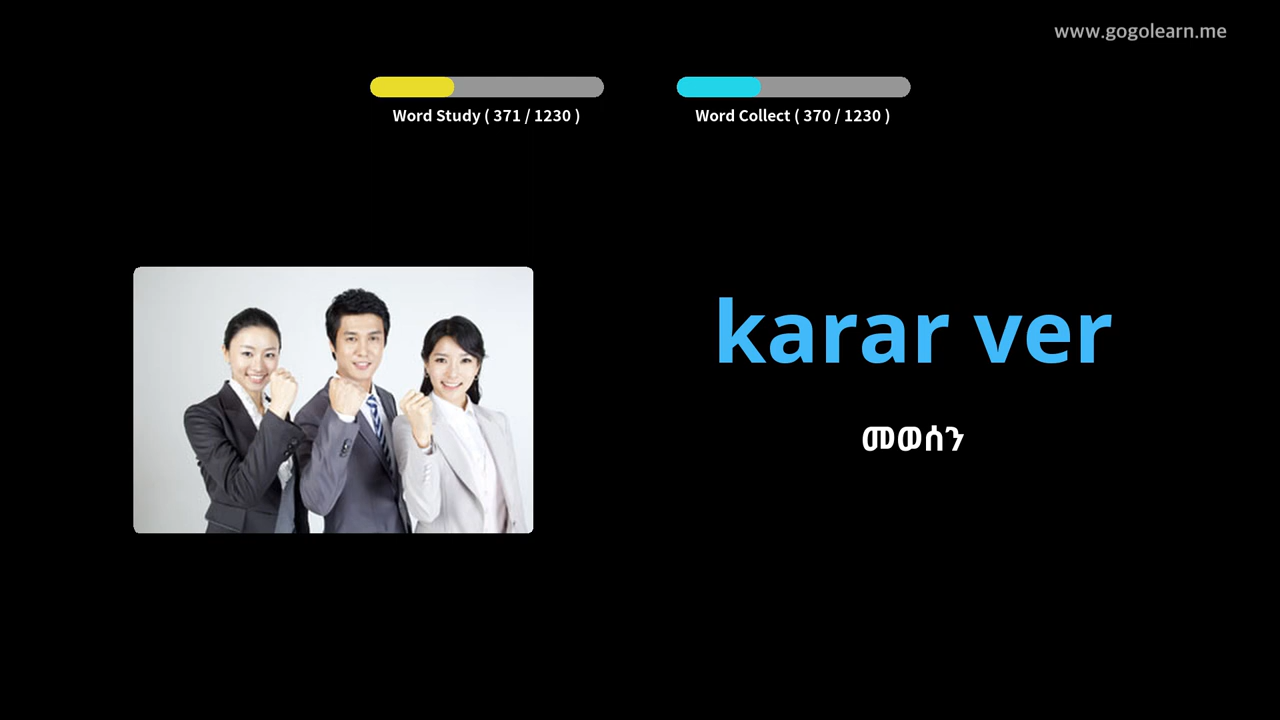 www.gogolearn.me
Word Study ( 371 / 1230 )
Word Collect ( 370 / 1230 )
karar ver
መወሰን